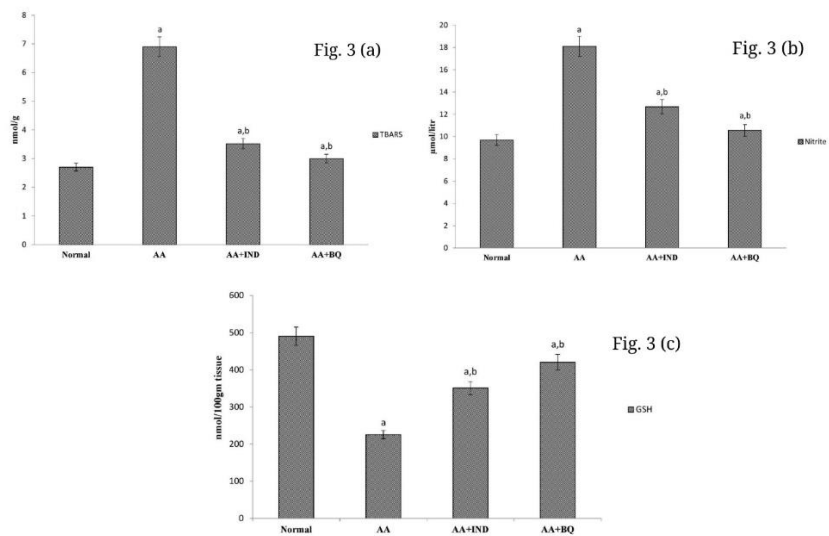 Fig. 3 (a)
8
7
6
5
4
3
2
1
0
nmol/g
a
a,b
a,b
TBARS
Normal AA AA+IND AA+BQ
Fig. 3 (b)
20
18
16
14
12
10
8
6
4
2
0
µmol/litr
a
a,b
a,b
Nitrite
Normal AA AA+IND AA+BQ
Fig. 3 (c)
600
500
400
300
200
100
0
nmol/100gm tissue
a
a,b
a,b
GSH
Normal AA AA+IND AA+BQ